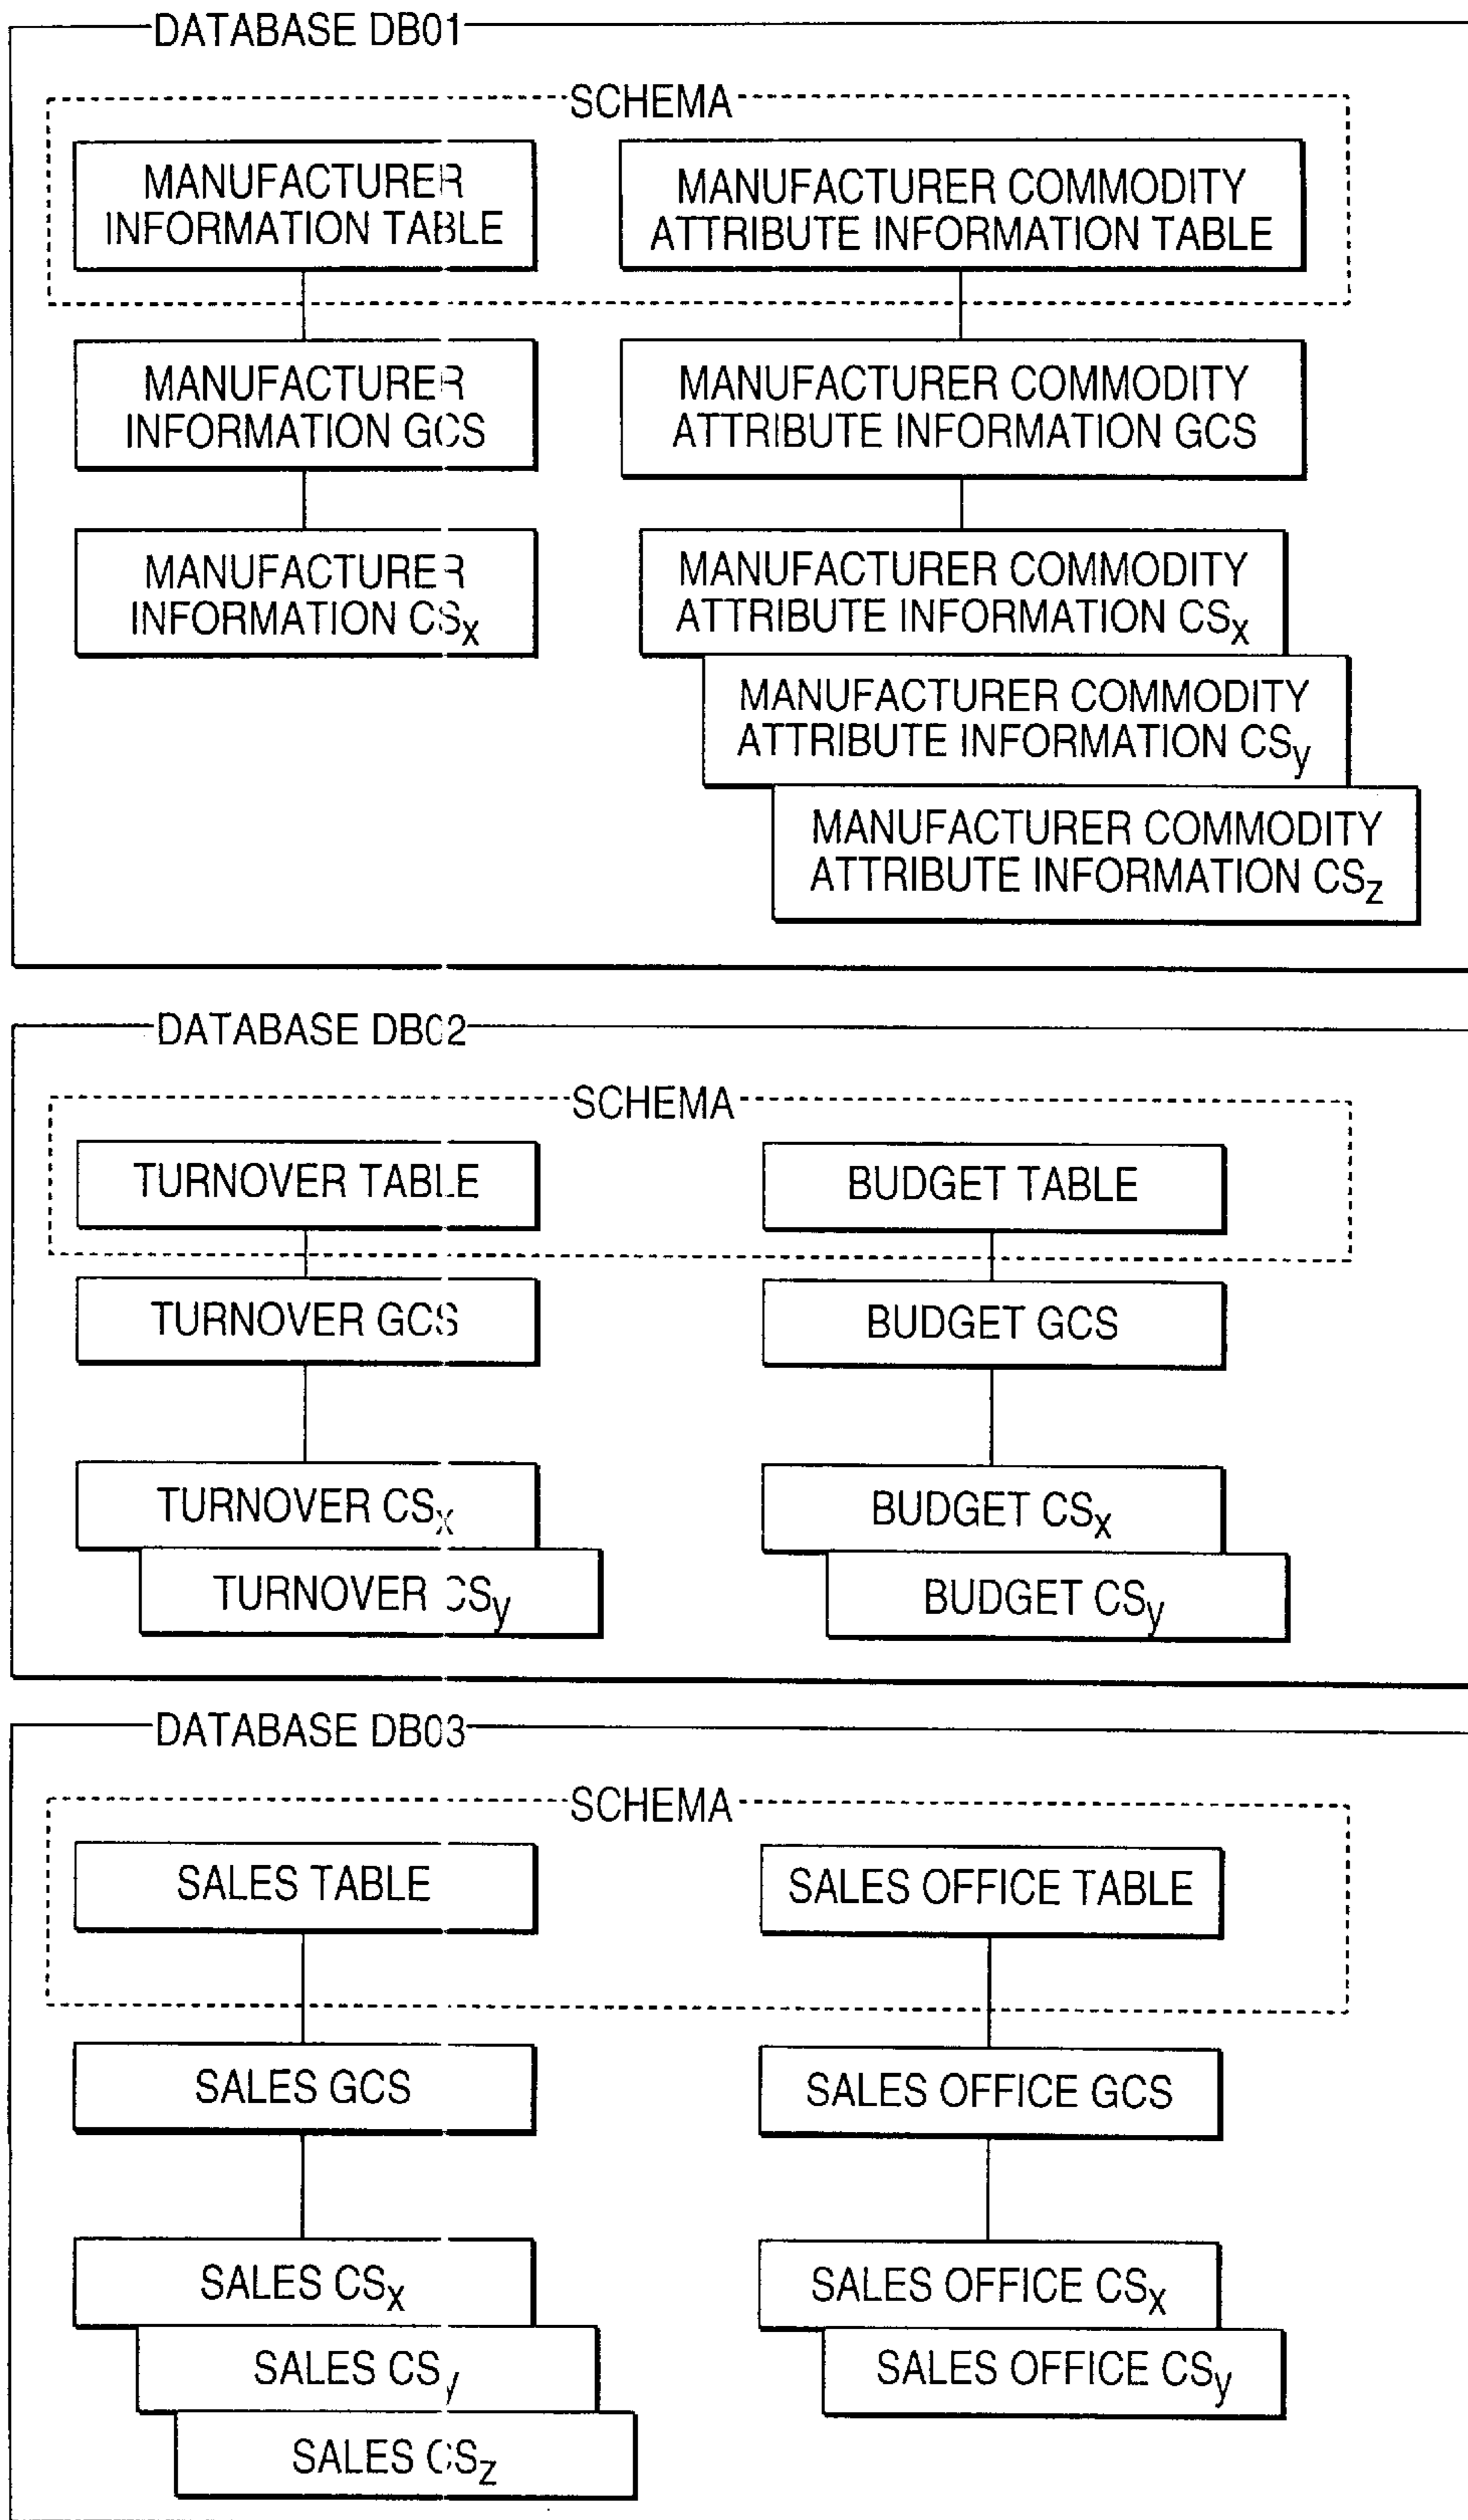 DATABASE DB01
SCHEMA
MANUFACTURER
INFORMATION TABLE
MANUFACTURER COMMODITY
ATTRIBUTE INFORMATION TABLE
MANUFACTURER
INFORMATION GCS
MANUFACTURER COMMODITY
ATTRIBUTE INFORMATION GCS
MANUFACTURER
INFORMATION CSx
MANUFACTURER COMMODITY
ATTRIBUTE INFORMATION CSx
MANUFACTURER COMMODITY
ATTRIBUTE INFORMATION CSy
MANUFACTURER COMMODITY
ATTRIBUTE INFORMATION CSz
DATABASE DB02
SCHEMA
TURNOVER TABLE
BUDGET TABLE
TURNOVER GCS
BUDGET GCS
TURNOVER CSx
BUDGET CSx
TURNOVER CSy
BUDGET CSy
DATABASE DB03
SCHEMA
SALES TABLE
SALES OFFICE TABLE
SALES GCS
SALES OFFICE GCS
SALES CSx
SALES OFFICE CSx
SALES CSy
SALES OFFICE CSy
SALES CSz